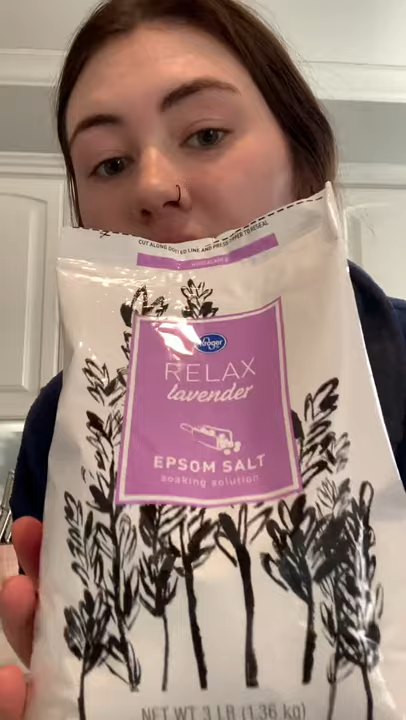 CUT ALONG DOTTED LINE AND PRESS ZIPPER TO RESEAL
Kroger
RELAX
lavender
EPSOM SALT
soaking solution
NET WT 3 LB (1.36 kg)